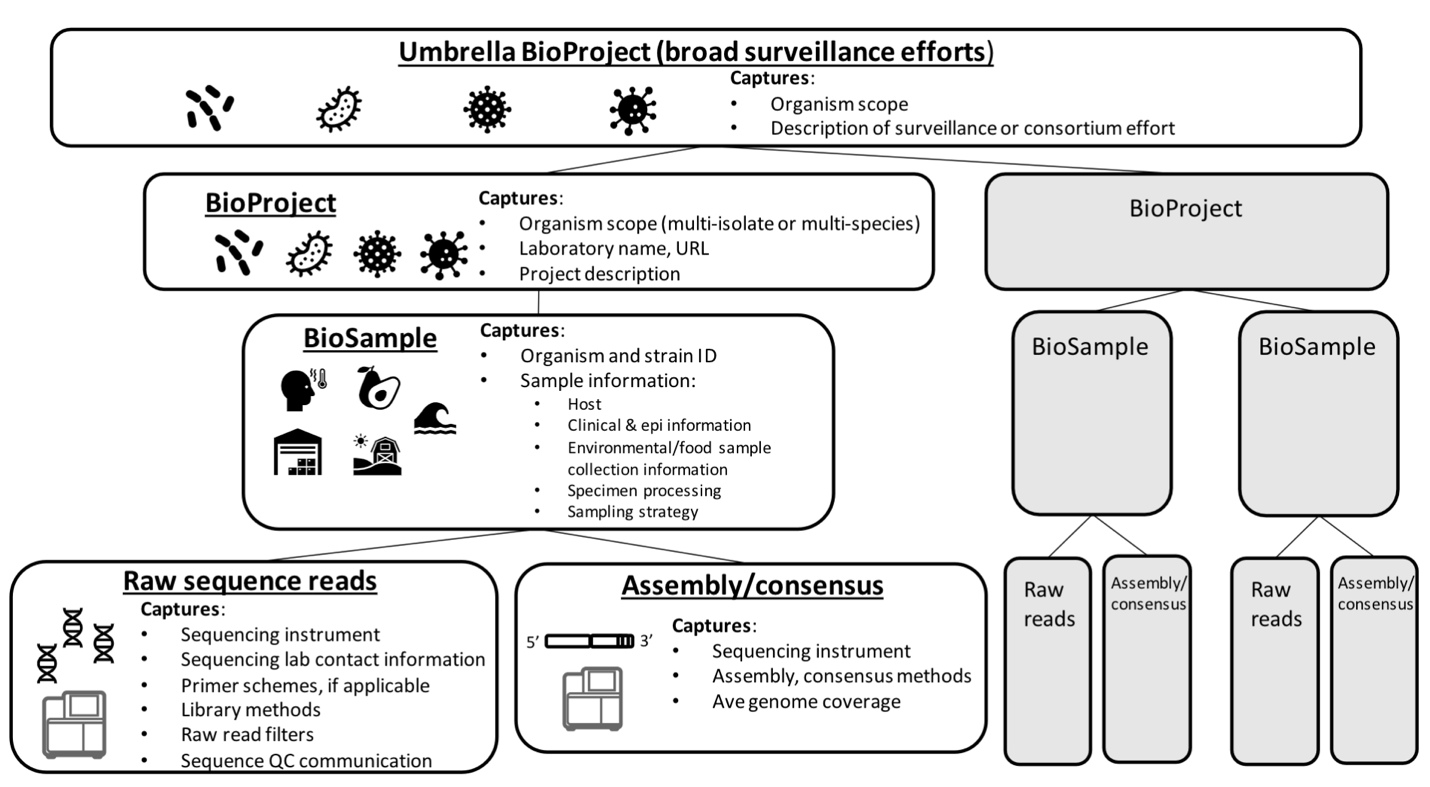 Umbrella BioProject (broad surveillance efforts)
Captures:
• Organism scope
• Description of surveillance or consortium effort
BioProject
Captures:
• Organism scope (multi-isolate or multi-species)
• Laboratory name, URL
• Project description
BioProject
BioSample
Captures:
• Organism and strain ID
• Sample information:
• Host
• Clinical & epi information
• Environmental/food sample
collection information
• Specimen processing
• Sampling strategy
BioSample
BioSample
Raw sequence reads
Captures:
• Sequencing instrument
• Sequencing lab contact information
• Primer schemes, if applicable
• Library methods
• Raw read filters
• Sequence QC communication
Assembly/consensus
5’ 3’
Captures:
• Sequencing instrument
• Assembly, consensus methods
• Ave genome coverage
Raw
reads
Assembly/
consensus
Raw
reads
Assembly/
consensus